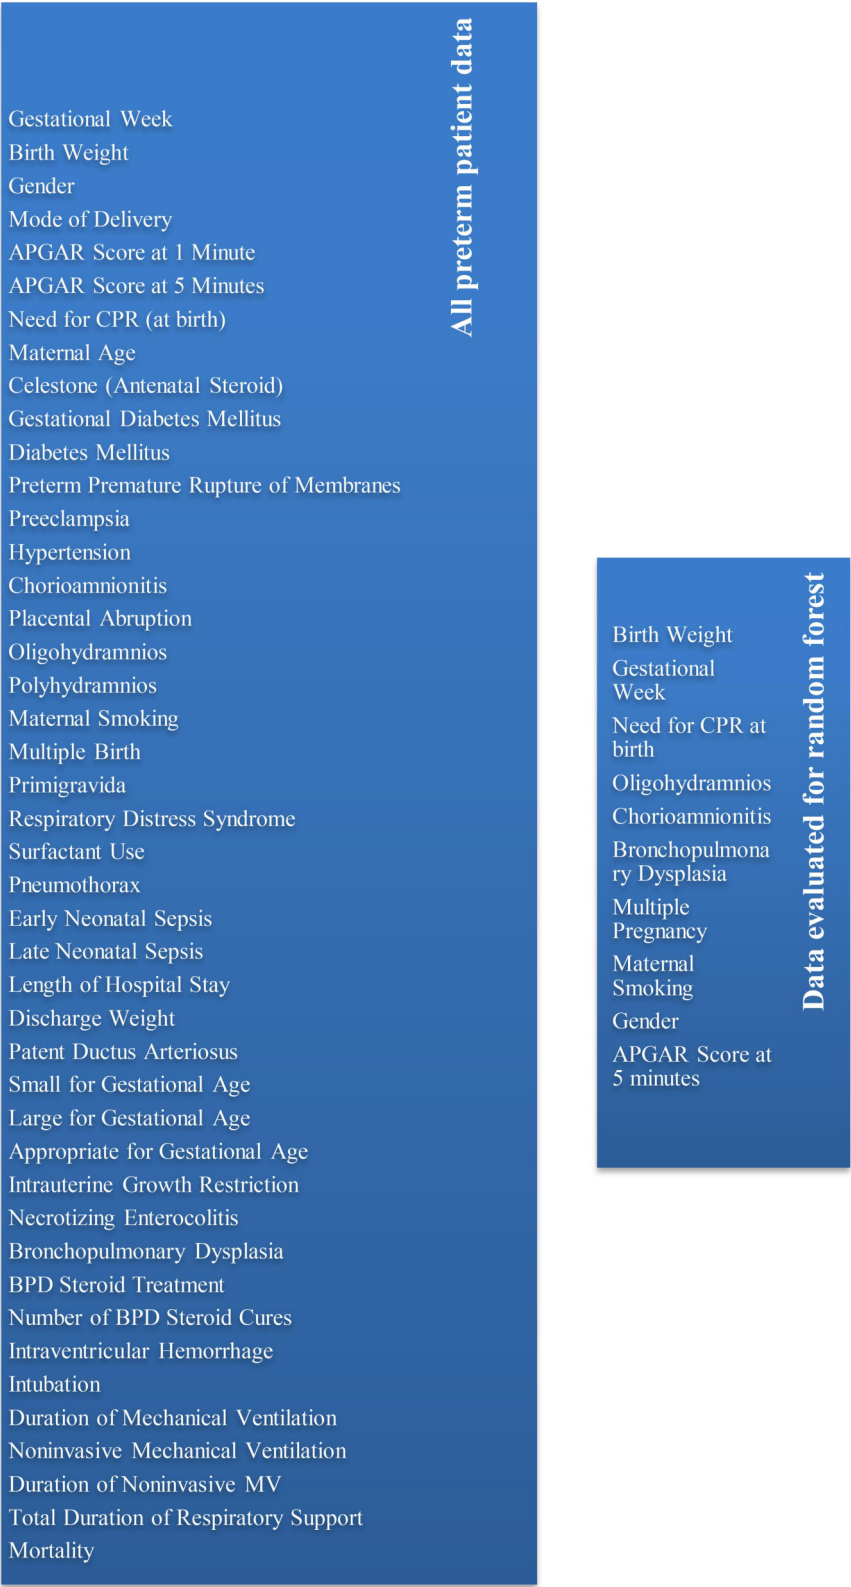 All preterm patient data
Gestational Week
Birth Weight
Gender
Mode of Delivery
APGAR Score at 1 Minute
APGAR Score at 5 Minutes
Need for CPR (at birth)
Maternal Age
Celestone (Antenatal Steroid)
Gestational Diabetes Mellitus
Diabetes Mellitus
Preterm Premature Rupture of Membranes
Preeclampsia
Hypertension
Chorioamnionitis
Placental Abruption
Oligohydramnios
Polyhydramnios
Maternal Smoking
Multiple Birth
Primigravida
Respiratory Distress Syndrome
Surfactant Use
Pneumothorax
Early Neonatal Sepsis
Late Neonatal Sepsis
Length of Hospital Stay
Discharge Weight
Patent Ductus Arteriosus
Small for Gestational Age
Large for Gestational Age
Appropriate for Gestational Age
Intrauterine Growth Restriction
Necrotizing Enterocolitis
Bronchopulmonary Dysplasia
BPD Steroid Treatment
Number of BPD Steroid Cures
Intraventricular Hemorrhage
Intubation
Duration of Mechanical Ventilation
Noninvasive Mechanical Ventilation
Duration of Noninvasive MV
Total Duration of Respiratory Support
Mortality
Data evaluated for random forest
Birth Weight
Gestational
Week
Need for CPR at
birth
Oligohydramnios
Chorioamnionitis
Bronchopulmona
ry Dysplasia
Multiple
Pregnancy
Maternal
Smoking
Gender
APGAR Score at
5 minutes